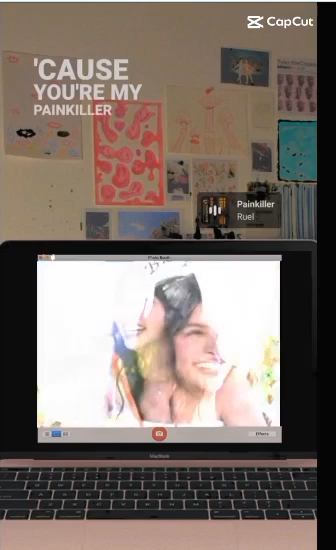 CapCut
'CAUSE
YOU'RE MY
PAINKILLER
Painkiller
Ruel
Photo Booth
Effects
MacBook